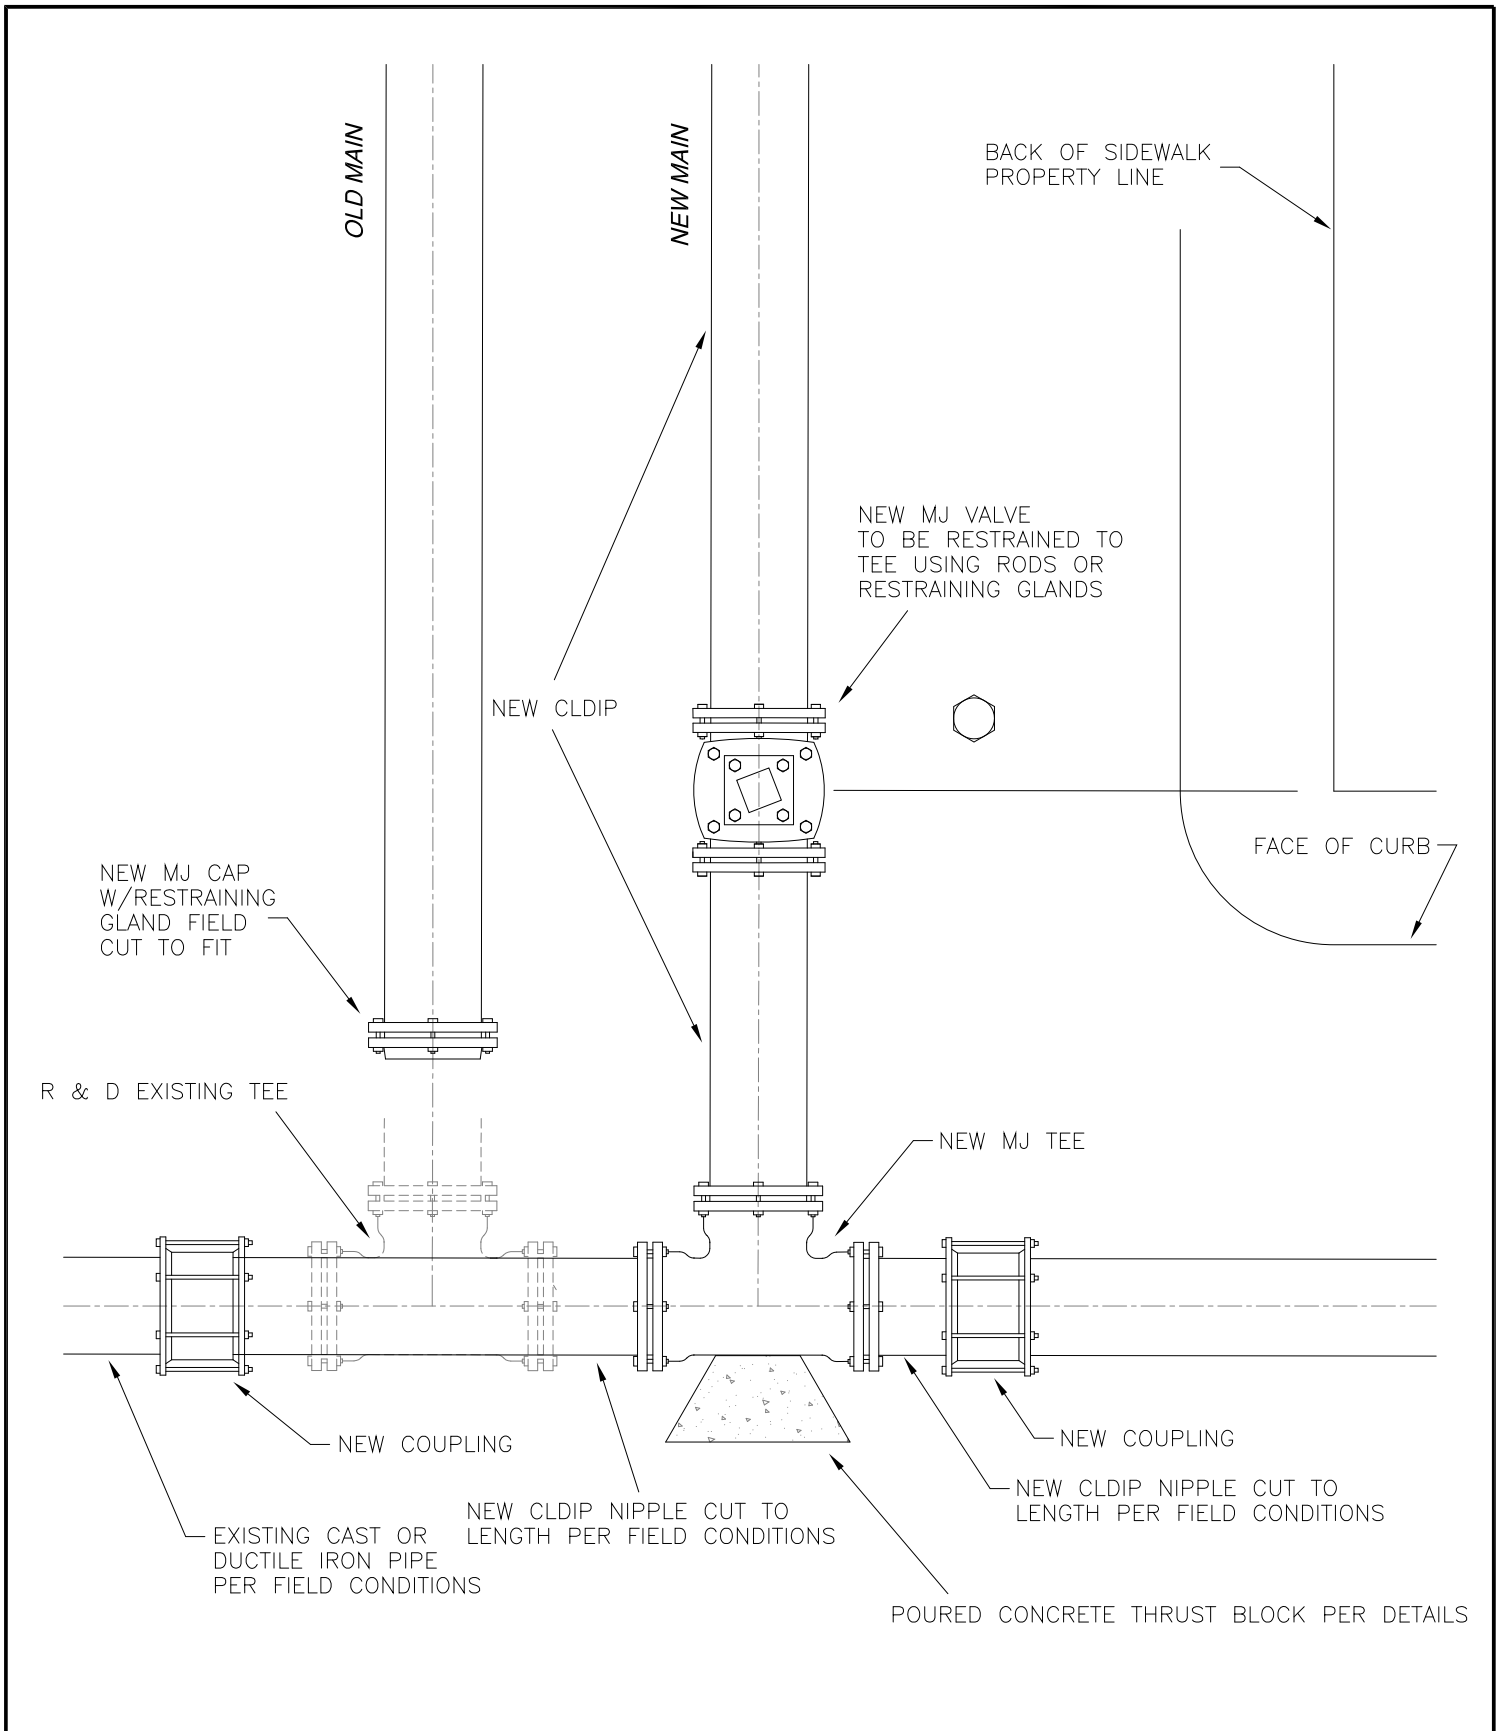 OLD MAIN
NEW MAIN
BACK OF SIDEWALK
PROPERTY LINE
NEW MJ VALVE
TO BE RESTRAINED TO
TEE USING RODS OR
RESTRAINING GLANDS
NEW CLDIP
FACE OF CURB
NEW MJ CAP
W/RESTRAINING
GLAND FIELD
CUT TO FIT
R & D EXISTING TEE
NEW MJ TEE
NEW COUPLING
NEW COUPLING
NEW CLDIP NIPPLE CUT TO
LENGTH PER FIELD CONDITIONS
NEW CLDIP NIPPLE CUT TO
LENGTH PER FIELD CONDITIONS
EXISTING CAST OR
DUCTILE IRON PIPE
PER FIELD CONDITIONS
POURED CONCRETE THRUST BLOCK PER DETAILS